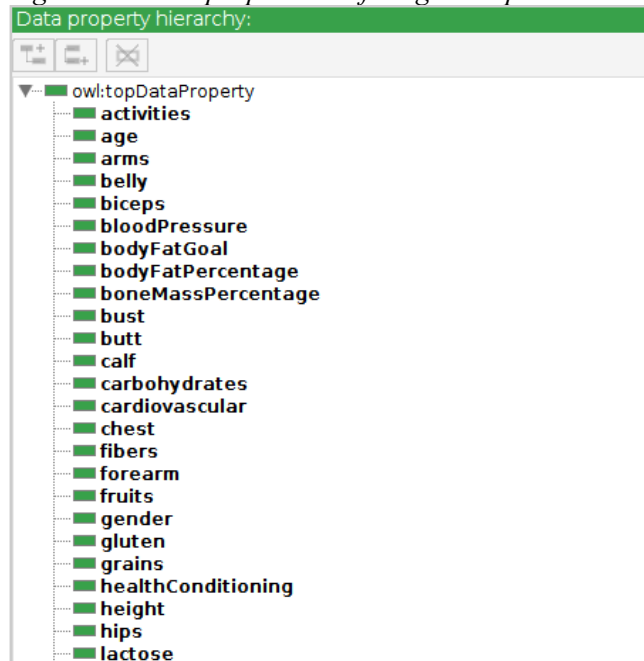 Data property hierarchy:
owl:topDataProperty
activities
age
arms
belly
biceps
bloodPressure
bodyFatGoal
bodyFatPercentage
boneMassPercentage
bust
butt
calf
carbohydrates
cardiovascular
chest
fibers
forearm
fruits
gender
gluten
grains
healthConditioning
height
hips
lactose